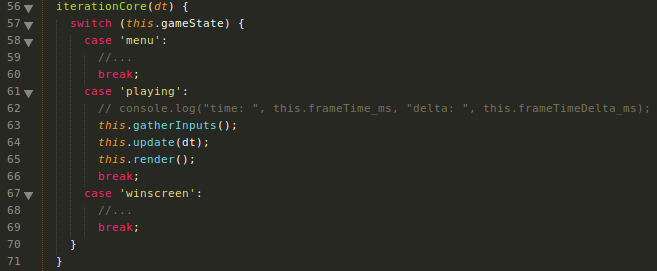 56 iterationCore(dt) {
57 switch (this.gameState) {
58 case 'menu':
59 //...
60 break;
61 case 'playing':
62 // console.log("time: ", this.frameTime_ms, "delta: ", this.frameTimeDelta_ms);
63 this.gatherInputs();
64 this.update(dt);
65 this.render();
66 break;
67 case 'winscreen':
68 //...
69 break;
70 }
71 }